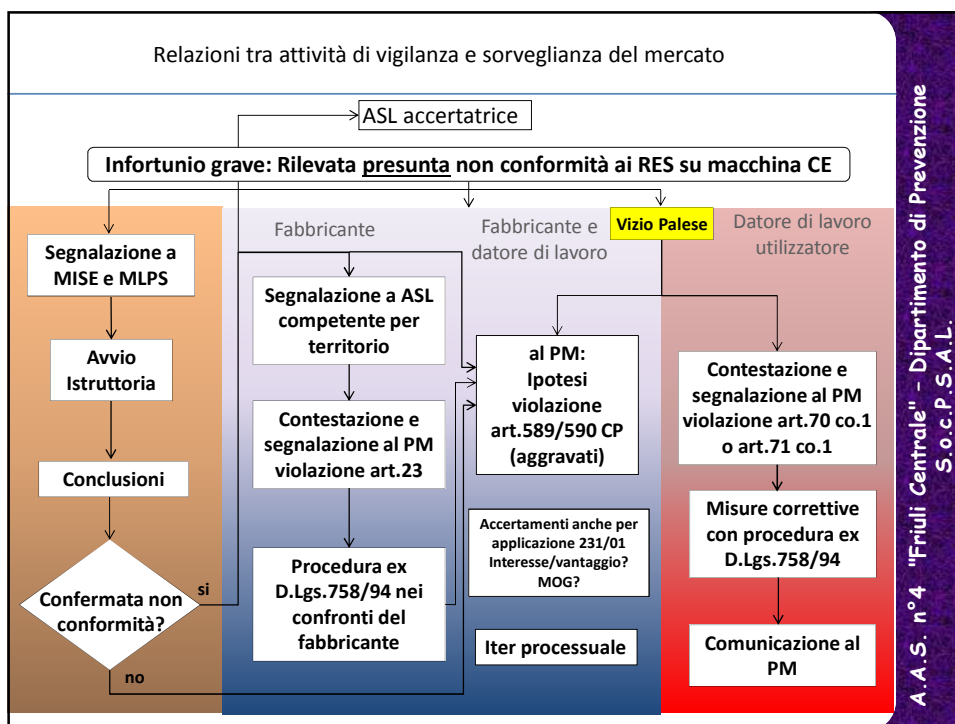 Relazioni tra attività di vigilanza e sorveglianza del mercato
ASL accertatrice
Infortunio grave: Rilevata presunta non conformità ai RES su macchina CE
Segnalazione a
MISE e MLPS
Avvio
Istruttoria
Conclusioni
Confermata non
conformità?
si
no
Fabbricante
Segnalazione a ASL
competente per
territorio
Contestazione e
segnalazione al PM
violazione art.23
Procedura ex
D.Lgs.758/94 nei
confronti del
fabbricante
Fabbricante e
datore di lavoro
Vizio Palese
al PM:
Ipotesi
violazione
art.589/590 CP
(aggravati)
Accertamenti anche per
applicazione 231/01
Interesse/vantaggio?
MOG?
Iter processuale
Datore di lavoro
utilizzatore
Contestazione e
segnalazione al PM
violazione art.70 co.1
o art.71 co.1
Misure correttive
con procedura ex
D.Lgs.758/94
Comunicazione al
PM
A.A.S. n°4 "Friuli Centrale" – Dipartimento di Prevenzione
S.o.c.P.S.A.L.